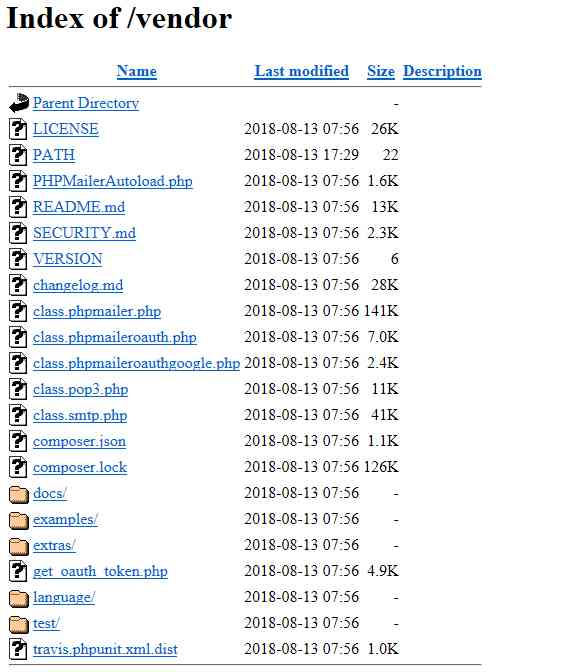 Index of /vendor
Name Last modified Size Description
Parent Directory -
LICENSE 2018-08-13 07:56 26K
PATH 2018-08-13 17:29 22
PHPMailerAutoload.php 2018-08-13 07:56 1.6K
README.md 2018-08-13 07:56 13K
SECURITY.md 2018-08-13 07:56 2.3K
VERSION 2018-08-13 07:56 6
changelog.md 2018-08-13 07:56 28K
class.phpmailer.php 2018-08-13 07:56 141K
class.phpmaileroauth.php 2018-08-13 07:56 7.0K
class.phpmaileroauthgoogle.php 2018-08-13 07:56 2.4K
class.pop3.php 2018-08-13 07:56 11K
class.smtp.php 2018-08-13 07:56 41K
composer.json 2018-08-13 07:56 1.1K
composer.lock 2018-08-13 07:56 126K
docs/ 2018-08-13 07:56 -
examples/ 2018-08-13 07:56 -
extras/ 2018-08-13 07:56 -
get_oauth_token.php 2018-08-13 07:56 4.9K
language/ 2018-08-13 07:56 -
test/ 2018-08-13 07:56 -
travis.phpunit.xml.dist 2018-08-13 07:56 1.0K